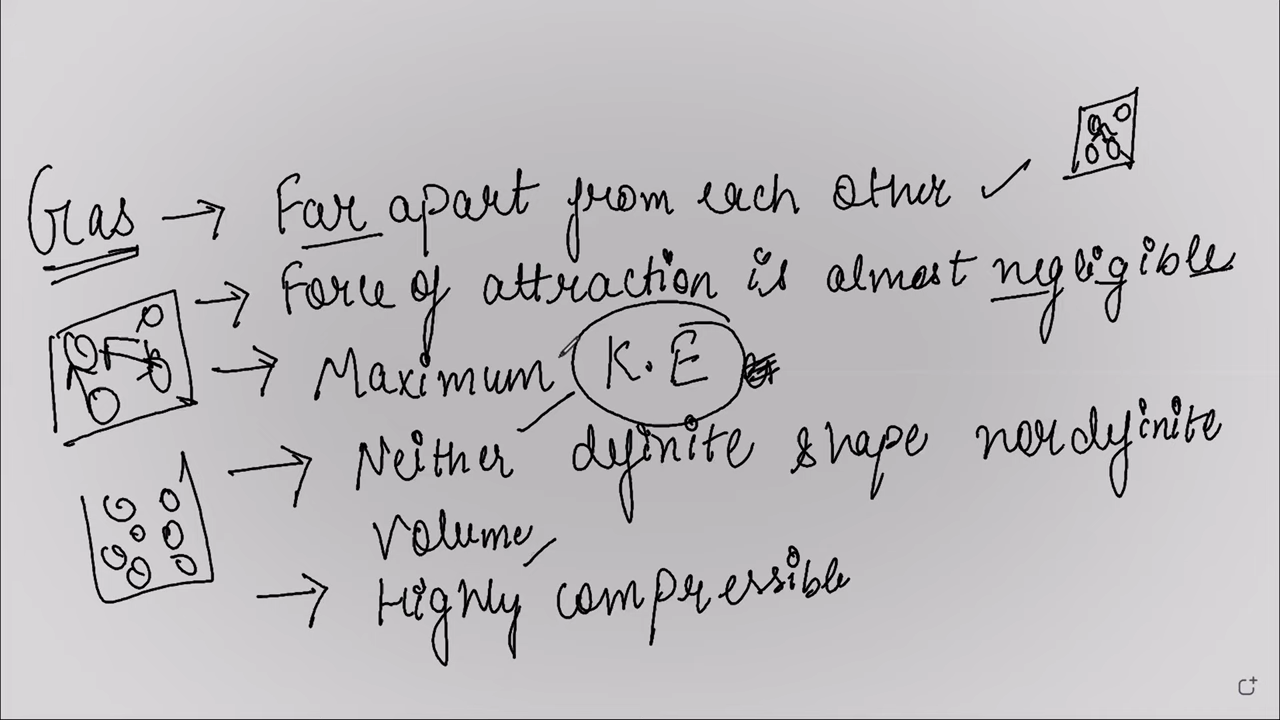 Gas → Far apart from each other ✓
→ Force of attraction is almost negligible
→ Maximum K.E
→ Neither definite shape nor definite
volume
→ Highly compressible